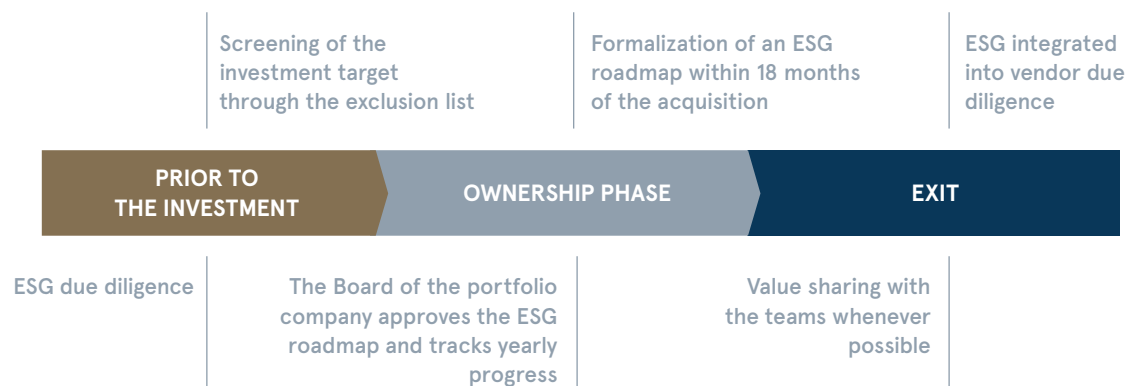 Screening of the
investment target
through the exclusion list
Formalization of an ESG
roadmap within 18 months
of the acquisition
ESG integrated
into vendor due
diligence
PRIOR TO
THE INVESTMENT
OWNERSHIP PHASE
EXIT
ESG due diligence
The Board of the portfolio
company approves the ESG
roadmap and tracks yearly
progress
Value sharing with
the teams whenever
possible